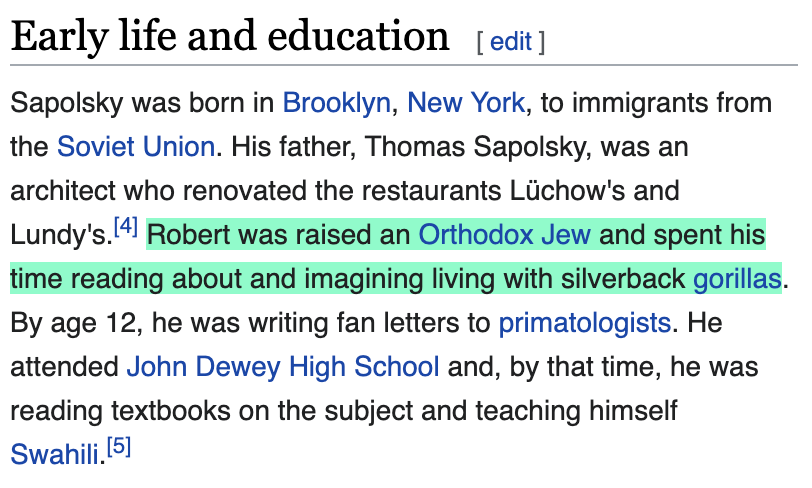 Early life and education [ edit ]
Sapolsky was born in Brooklyn, New York, to immigrants from
the Soviet Union. His father, Thomas Sapolsky, was an
architect who renovated the restaurants Lüchow's and
Lundy's.[4] Robert was raised an Orthodox Jew and spent his
time reading about and imagining living with silverback gorillas.
By age 12, he was writing fan letters to primatologists. He
attended John Dewey High School and, by that time, he was
reading textbooks on the subject and teaching himself
Swahili.[5]